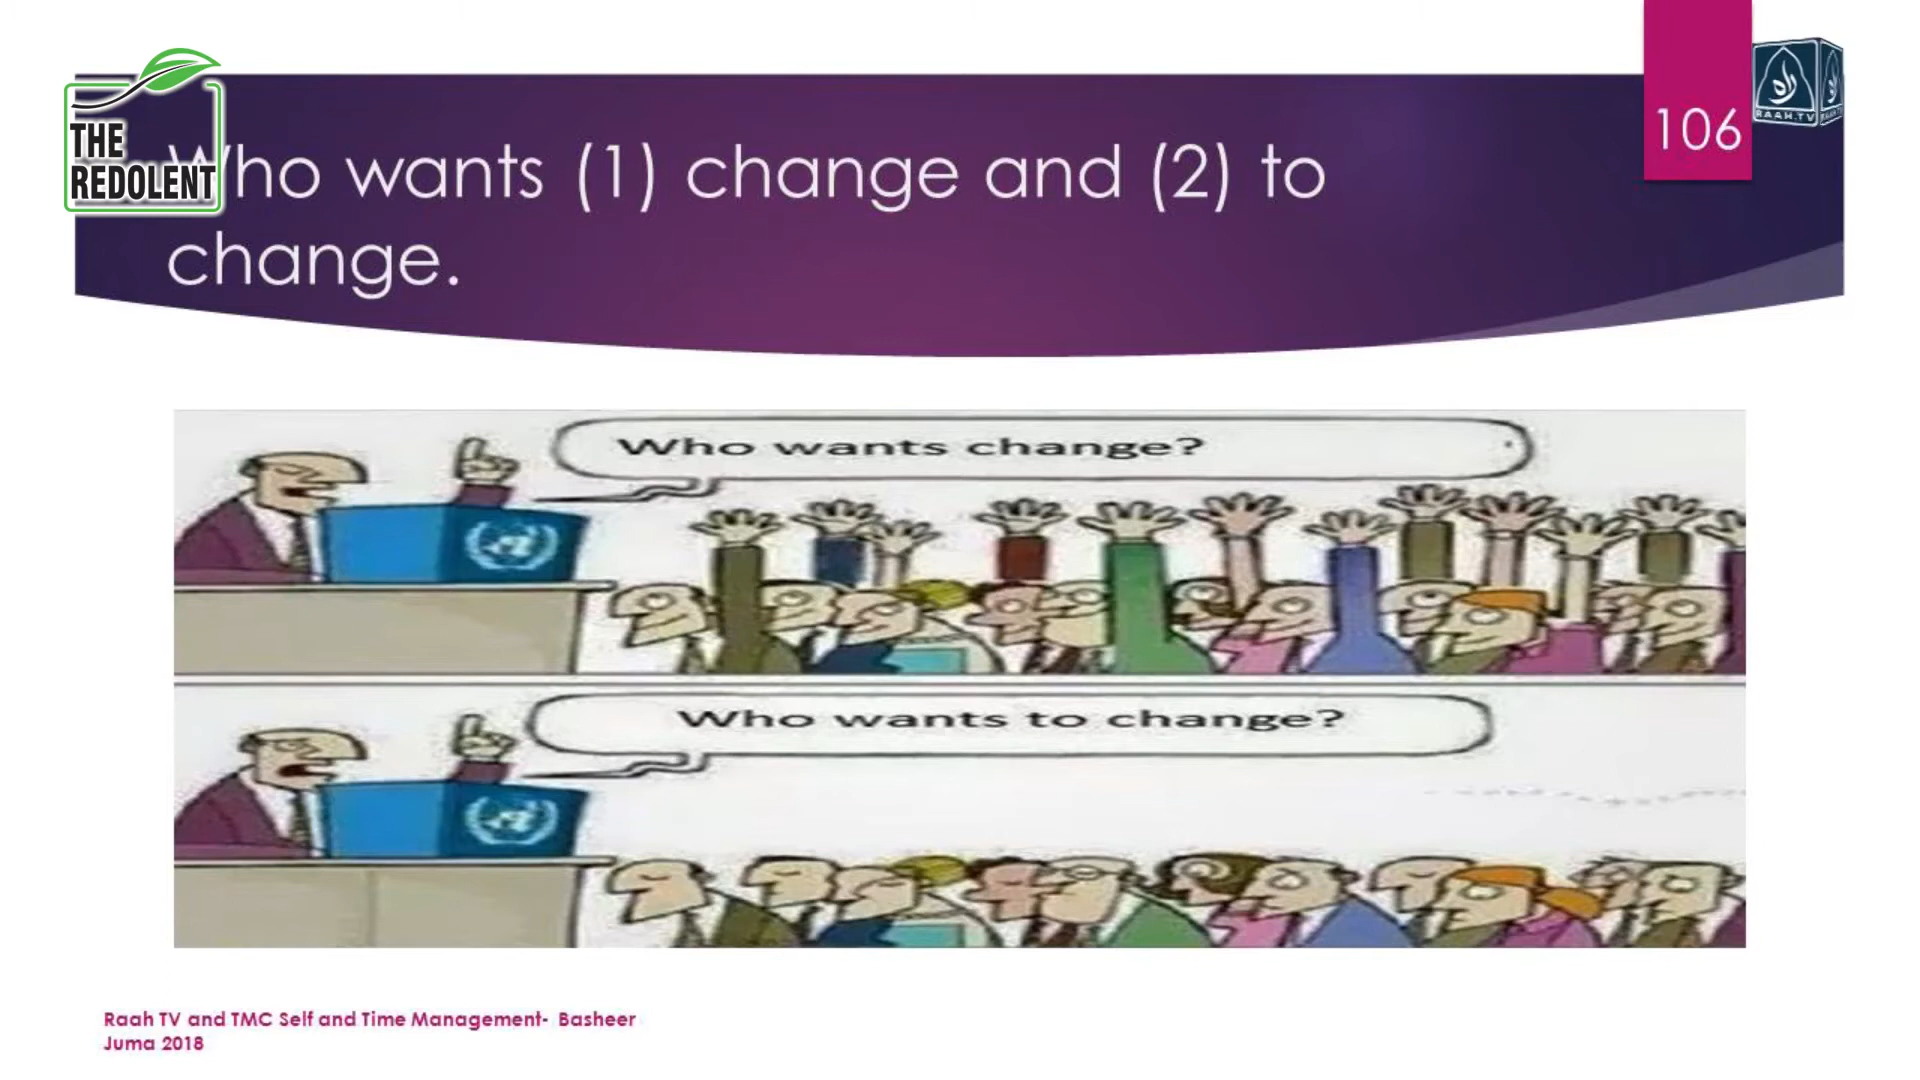 THE
REDOLENT
106
RAAH.TV
Who wants (1) change and (2) to
change.
Who wants change?
Who wants to change?
Raah TV and TMC Self and Time Management- Basheer
Juma 2018